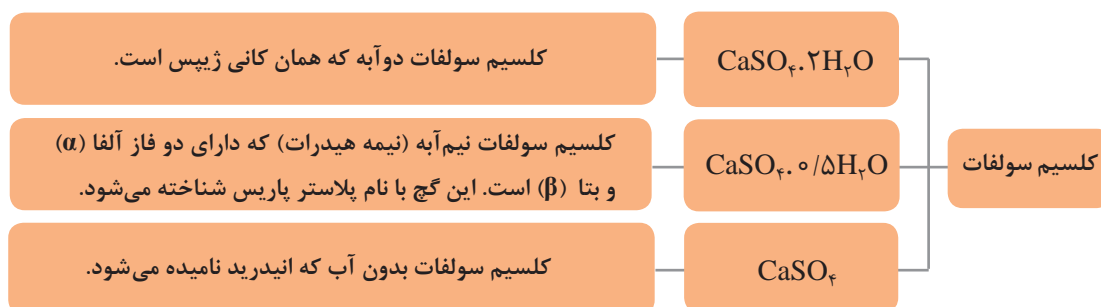 کلسیم سولفات
CaSO۴.۲H۲O
کلسیم سولفات دوآبه که همان کانی ژیپس است.
CaSO۴.۰/۵H۲O
کلسیم سولفات نیم‌آبه (نیمه هیدرات) که دارای دو فاز آلفا (α)
و بتا (β) است. این گچ با نام پلاستر پاریس شناخته می‌شود.
CaSO۴
کلسیم سولفات بدون آب که انیدرید نامیده می‌شود.